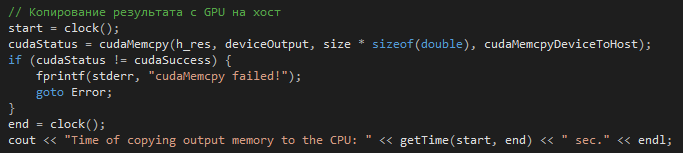 // Копирование результата с GPU на хост
start = clock();
cudaStatus = cudaMemcpy(h_res, deviceOutput, size * sizeof(double), cudaMemcpyDeviceToHost);
if (cudaStatus != cudaSuccess) {
    fprintf(stderr, "cudaMemcpy failed!");
    goto Error;
}
end = clock();
cout << "Time of copying output memory to the CPU: " << getTime(start, end) << " sec." << endl;